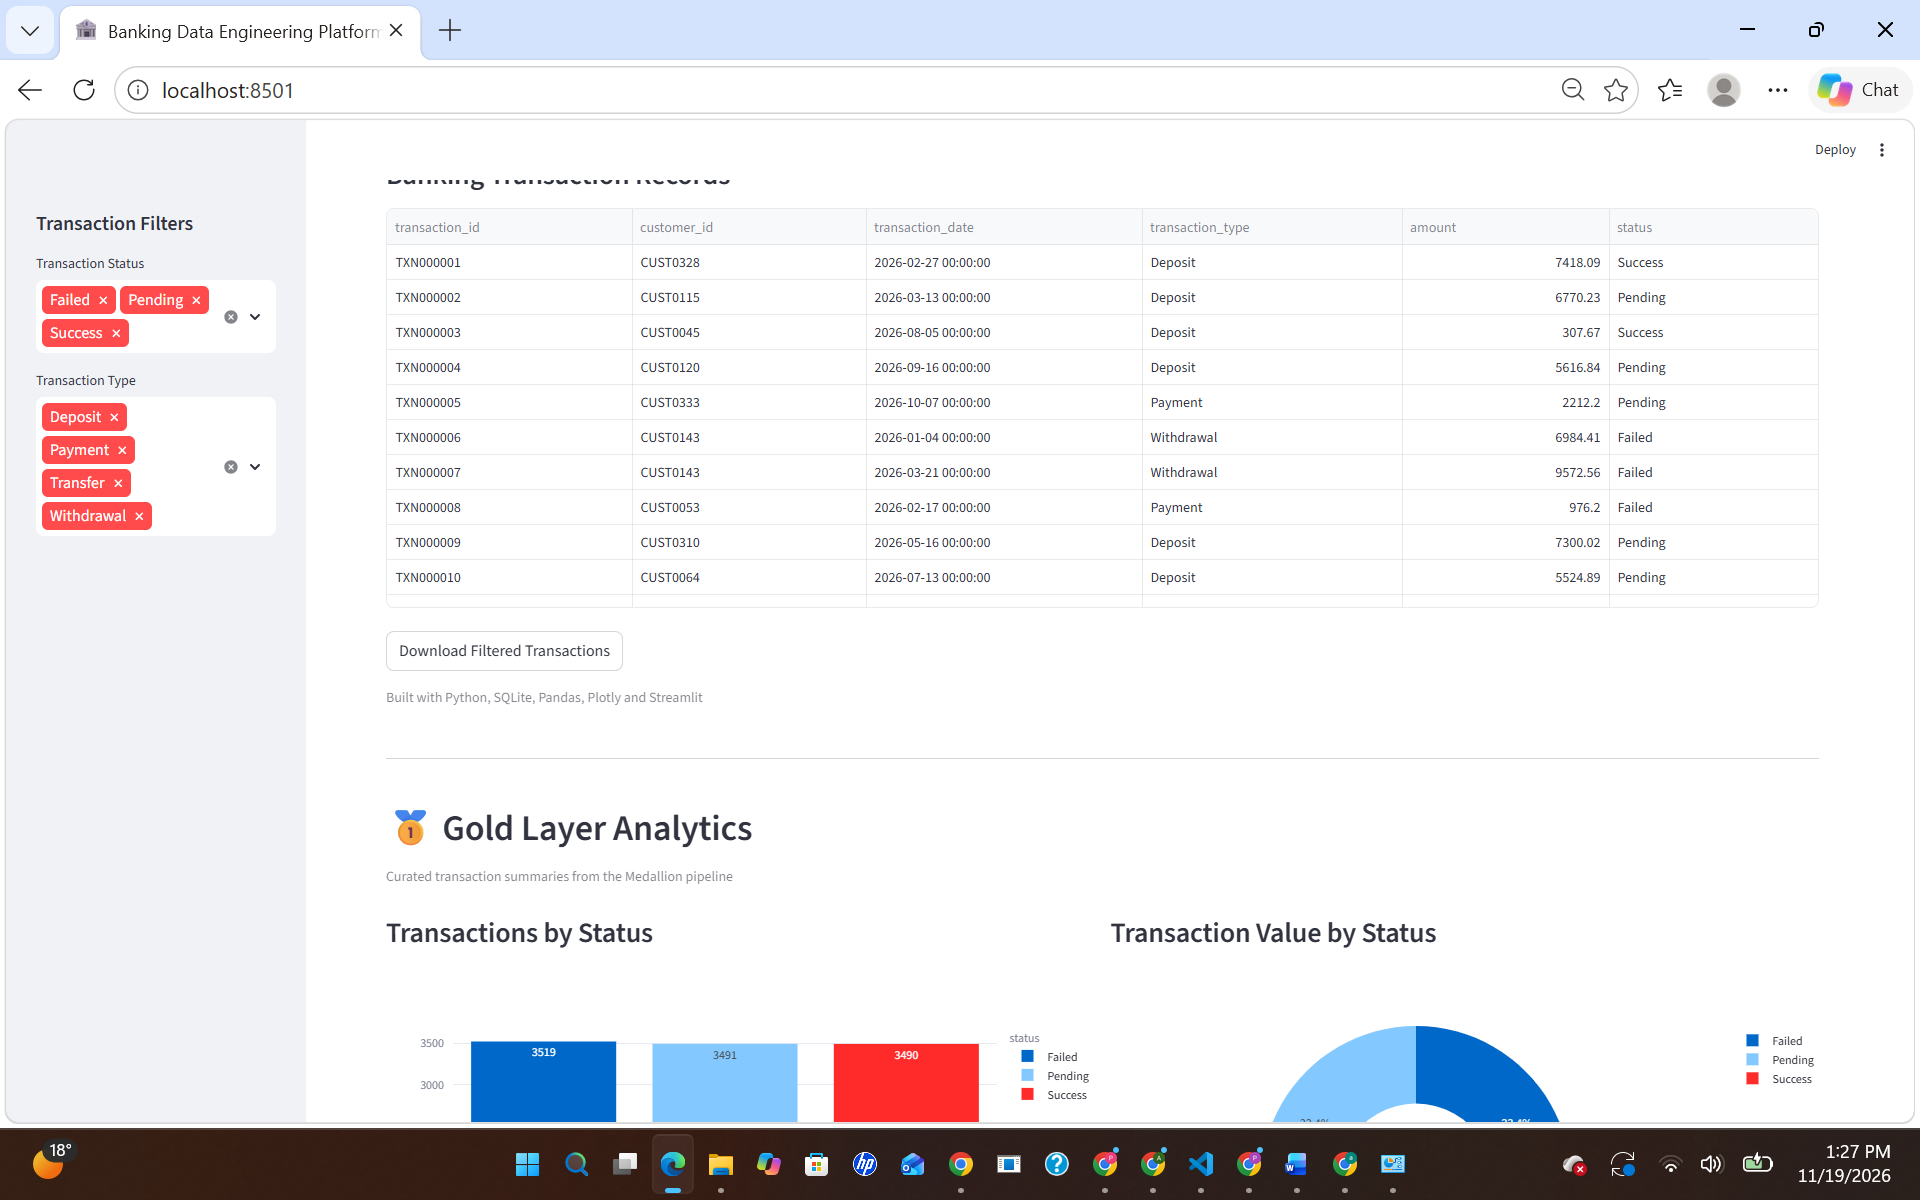 Banking Data Engineering Platform
localhost:8501
Chat
Deploy
Transaction Filters
Transaction Status
Failed Pending
Success
Transaction Type
Deposit
Payment
Transfer
Withdrawal
Banking Transaction Records
transaction_id customer_id transaction_date transaction_type amount status
TXN000001 CUST0328 2026-02-27 00:00:00 Deposit 7418.09 Success
TXN000002 CUST0115 2026-03-13 00:00:00 Deposit 6770.23 Pending
TXN000003 CUST0045 2026-08-05 00:00:00 Deposit 307.67 Success
TXN000004 CUST0120 2026-09-16 00:00:00 Deposit 5616.84 Pending
TXN000005 CUST0333 2026-10-07 00:00:00 Payment 2212.2 Pending
TXN000006 CUST0143 2026-01-04 00:00:00 Withdrawal 6984.41 Failed
TXN000007 CUST0143 2026-03-21 00:00:00 Withdrawal 9572.56 Failed
TXN000008 CUST0053 2026-02-17 00:00:00 Payment 976.2 Failed
TXN000009 CUST0310 2026-05-16 00:00:00 Deposit 7300.02 Pending
TXN000010 CUST0064 2026-07-13 00:00:00 Deposit 5524.89 Pending
Download Filtered Transactions
Built with Python, SQLite, Pandas, Plotly and Streamlit
1 Gold Layer Analytics
Curated transaction summaries from the Medallion pipeline
Transactions by Status
3500
3000
3519
3491
3490
status
Failed
Pending
Success
Transaction Value by Status
Failed
Pending
Success
18°
hp
1:27 PM
11/19/2026